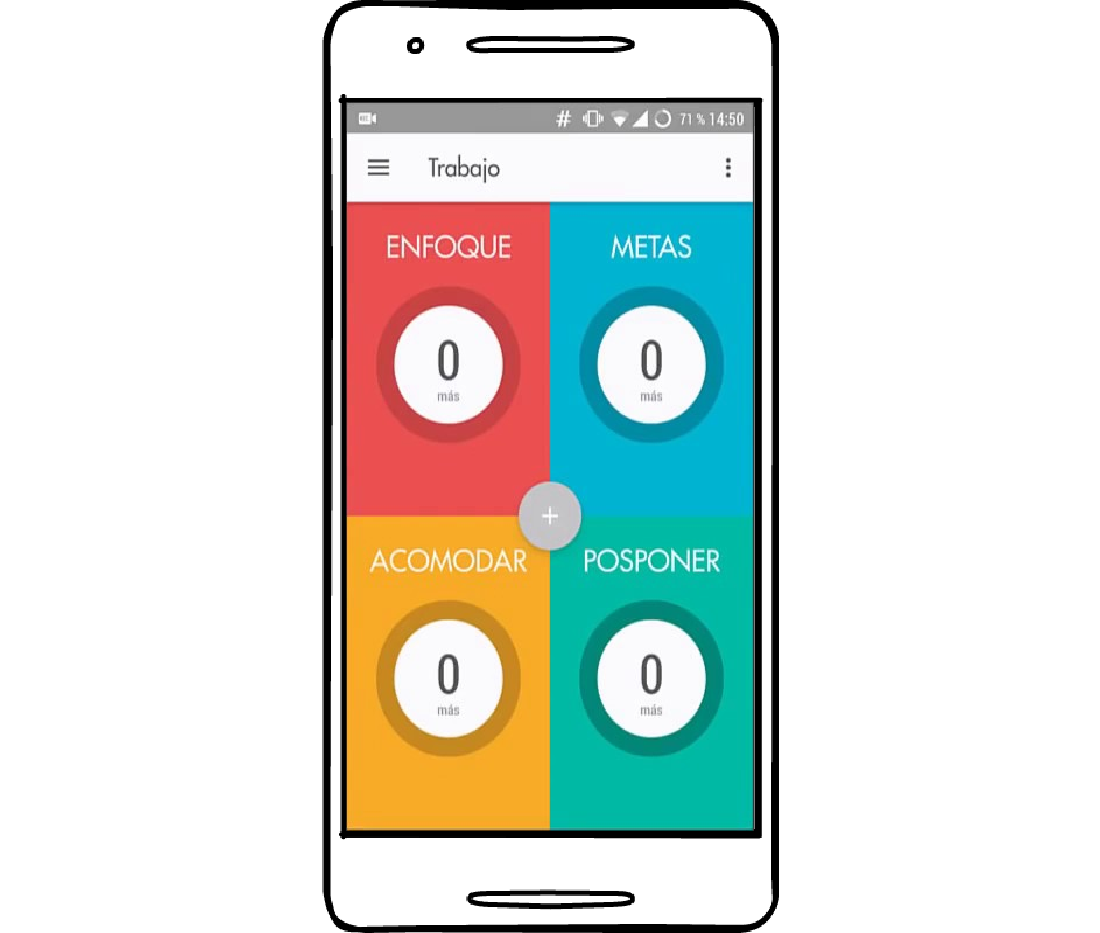 # 71 % 14:50
Trabajo
ENFOQUE
0
más
METAS
0
más
+
ACOMODAR
0
más
POSPONER
0
más